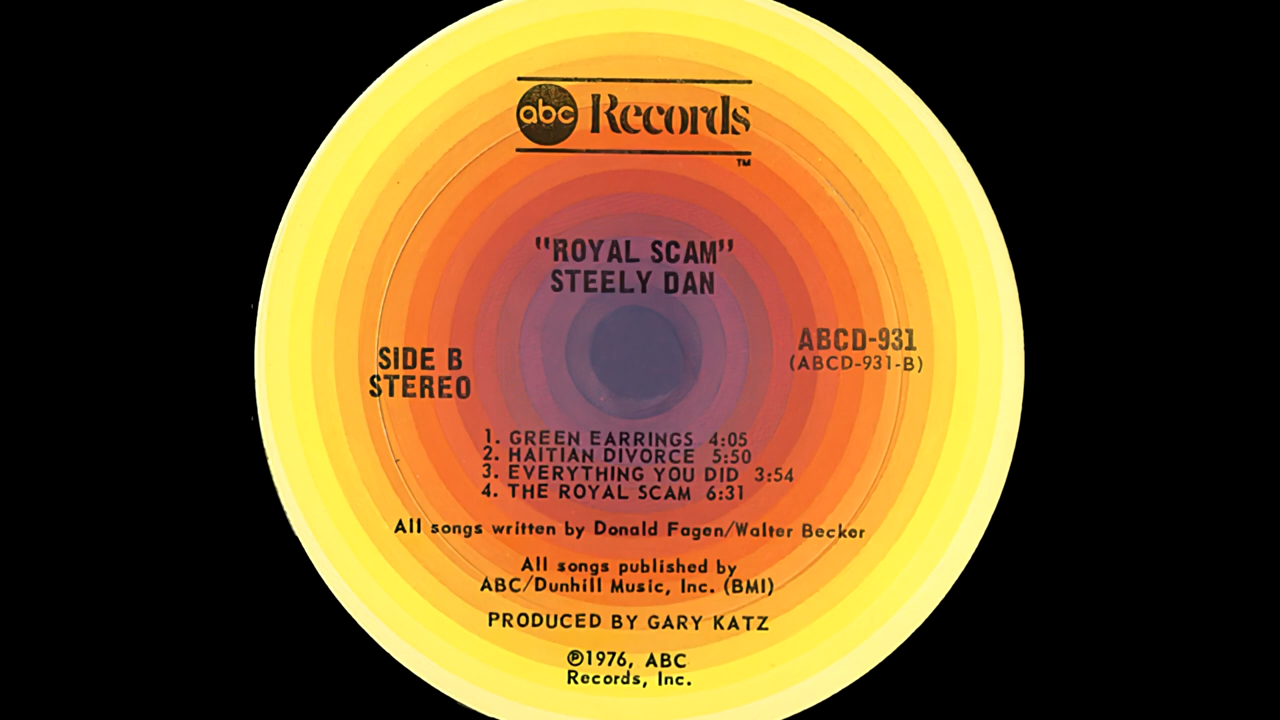 abc Records
TM
"ROYAL SCAM"
STEELY DAN
SIDE B
STEREO
ABCD-931
(ABCD-931-B)
1. GREEN EARRINGS 4:05
2. HAITIAN DIVORCE 5:50
3. EVERYTHING YOU DID 3:54
4. THE ROYAL SCAM 6:31
All songs written by Donald Fagen/Walter Becker
All songs published by
ABC/Dunhill Music, Inc. (BMI)
PRODUCED BY GARY KATZ
℗1976, ABC
Records, Inc.